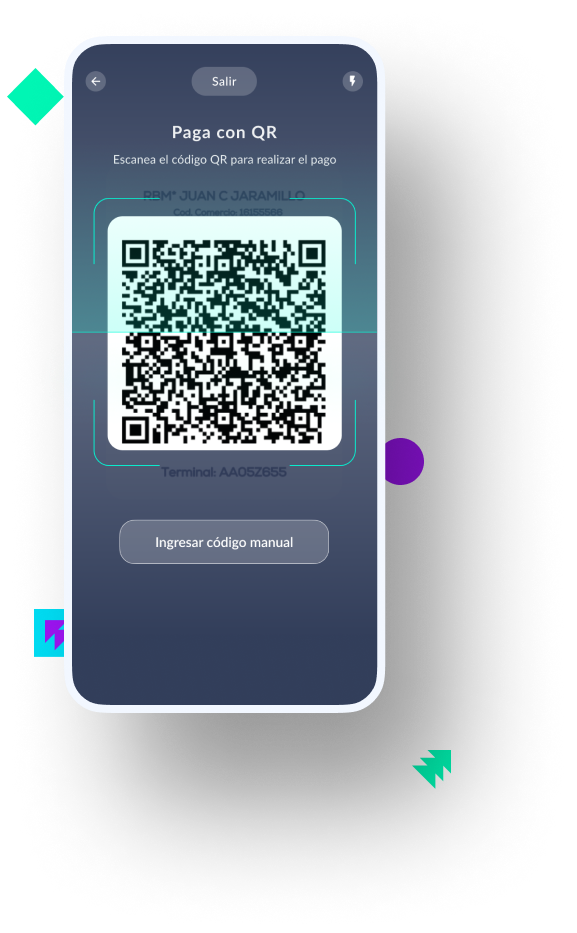 Salir
Paga con QR
Escanea el código QR para realizar el pago
RBM* JUAN C JARAMILLO
Cod. Comercio: 16155566
Terminal: AA05Z655
Ingresar código manual